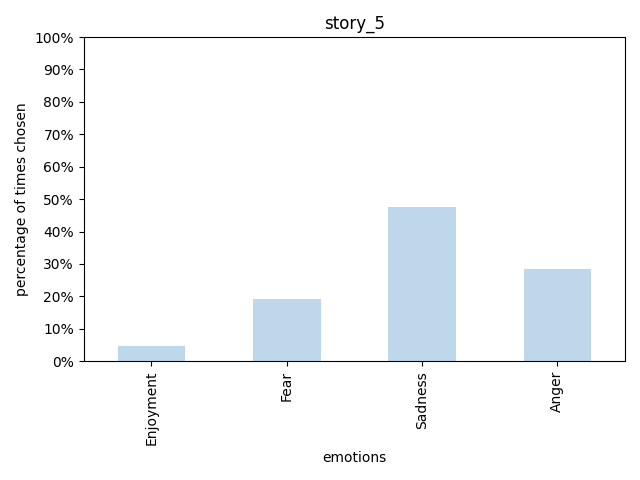 story_5
100%
90%
80%
70%
60%
50%
40%
30%
20%
10%
0%
percentage of times chosen
Enjoyment
Fear
Sadness
Anger
emotions